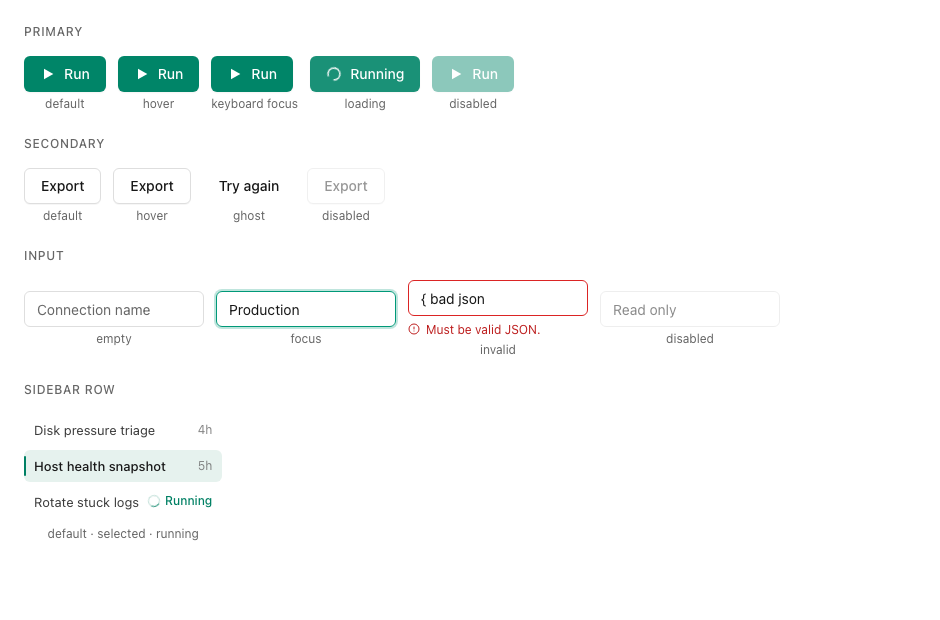 PRIMARY
Run Run Run Running Run
default hover keyboard focus loading disabled
SECONDARY
Export Export Try again Export
default hover ghost disabled
INPUT
Connection name Production { bad json Read only
Must be valid JSON.
empty focus invalid disabled
SIDEBAR ROW
Disk pressure triage 4h
Host health snapshot 5h
Rotate stuck logs Running
default · selected · running